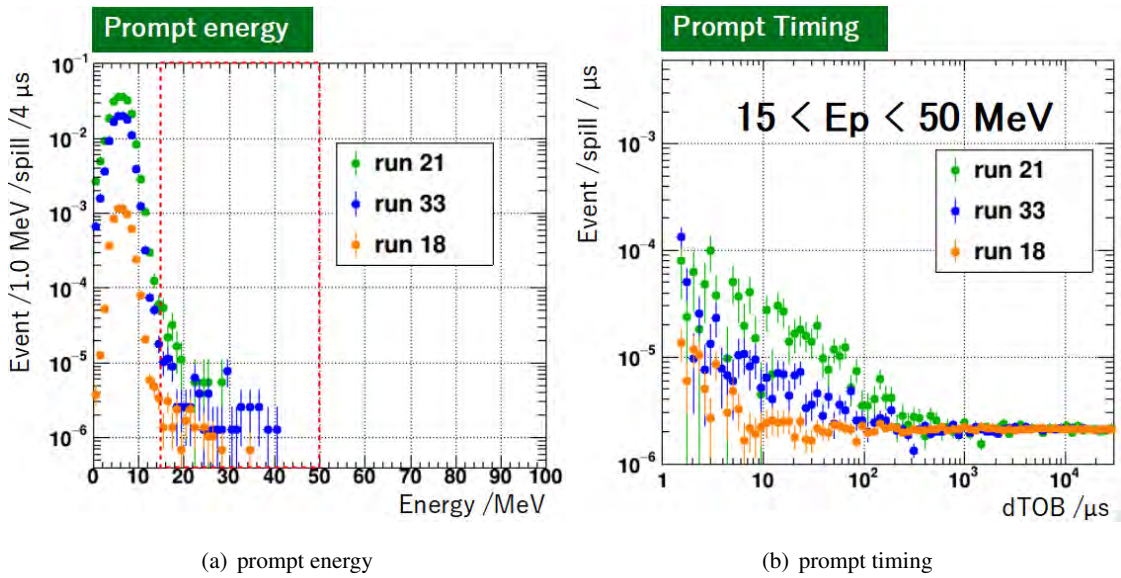 Prompt energy
Event /1.0 MeV /spill /4 μs
10⁻¹
10⁻²
10⁻³
10⁻⁴
10⁻⁵
10⁻⁶
run 21
run 33
run 18
0 10 20 30 40 50 60 70 80 90 100
Energy /MeV
(a) prompt energy
Prompt Timing
Event /spill / μs
10⁻³
10⁻⁴
10⁻⁵
10⁻⁶
15 < Ep < 50 MeV
run 21
run 33
run 18
1 10 10² 10³ 10⁴
dTOB /μs
(b) prompt timing